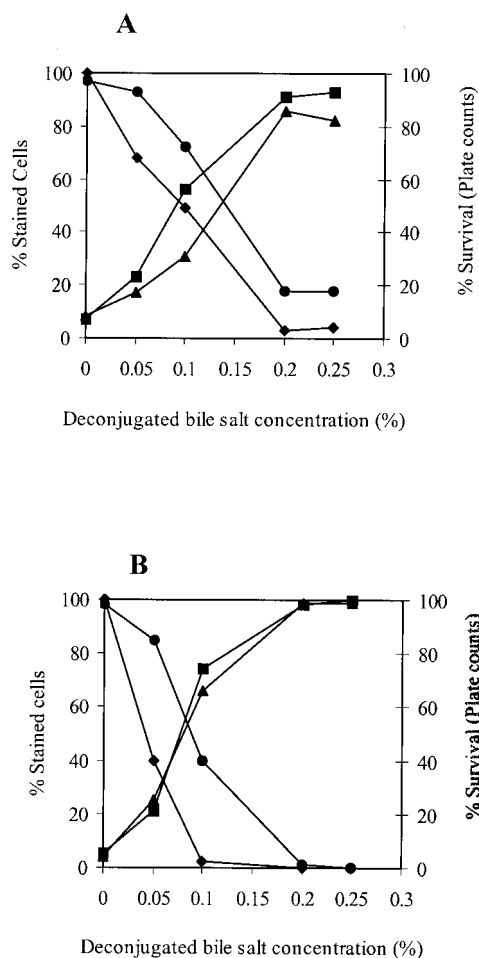 A
% Stained Cells
100
80
60
40
20
0
100
80
60
40
20
0
% Survival (Plate counts)
0 0.05 0.1 0.15 0.2 0.25 0.3
Deconjugated bile salt concentration (%)
B
% Stained cells
100
80
60
40
20
0
100
80
60
40
20
0
% Survival (Plate counts)
0 0.05 0.1 0.15 0.2 0.25 0.3
Deconjugated bile salt concentration (%)